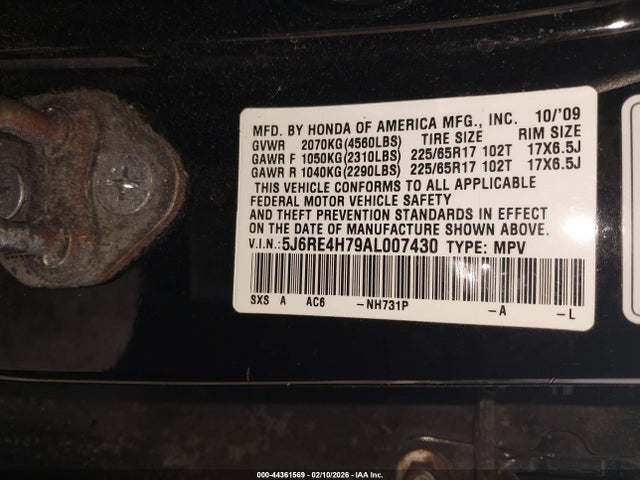 MFD. BY HONDA OF AMERICA MFG., INC. 10/'09
GVWR 2070KG(4560LBS) TIRE SIZE RIM SIZE
GAWR F 1050KG(2310LBS) 225/65R17 102T 17X6.5J
GAWR R 1040KG(2290LBS) 225/65R17 102T 17X6.5J
THIS VEHICLE CONFORMS TO ALL APPLICABLE
FEDERAL MOTOR VEHICLE SAFETY
AND THEFT PREVENTION STANDARDS IN EFFECT
ON THE DATE OF MANUFACTURE SHOWN ABOVE.
V.I.N.: 5J6RE4H79AL007430 TYPE: MPV
SXS A AC6 -NH731P -A -L
000-44361569 - 02/10/2026 - IAA Inc.